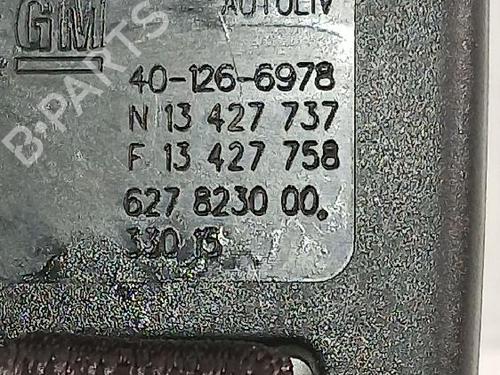 GM AUTOLIV
40-126-6978
N 13 427 737
F 13 427 758
627 8230 00.
330 15
B-PARTS